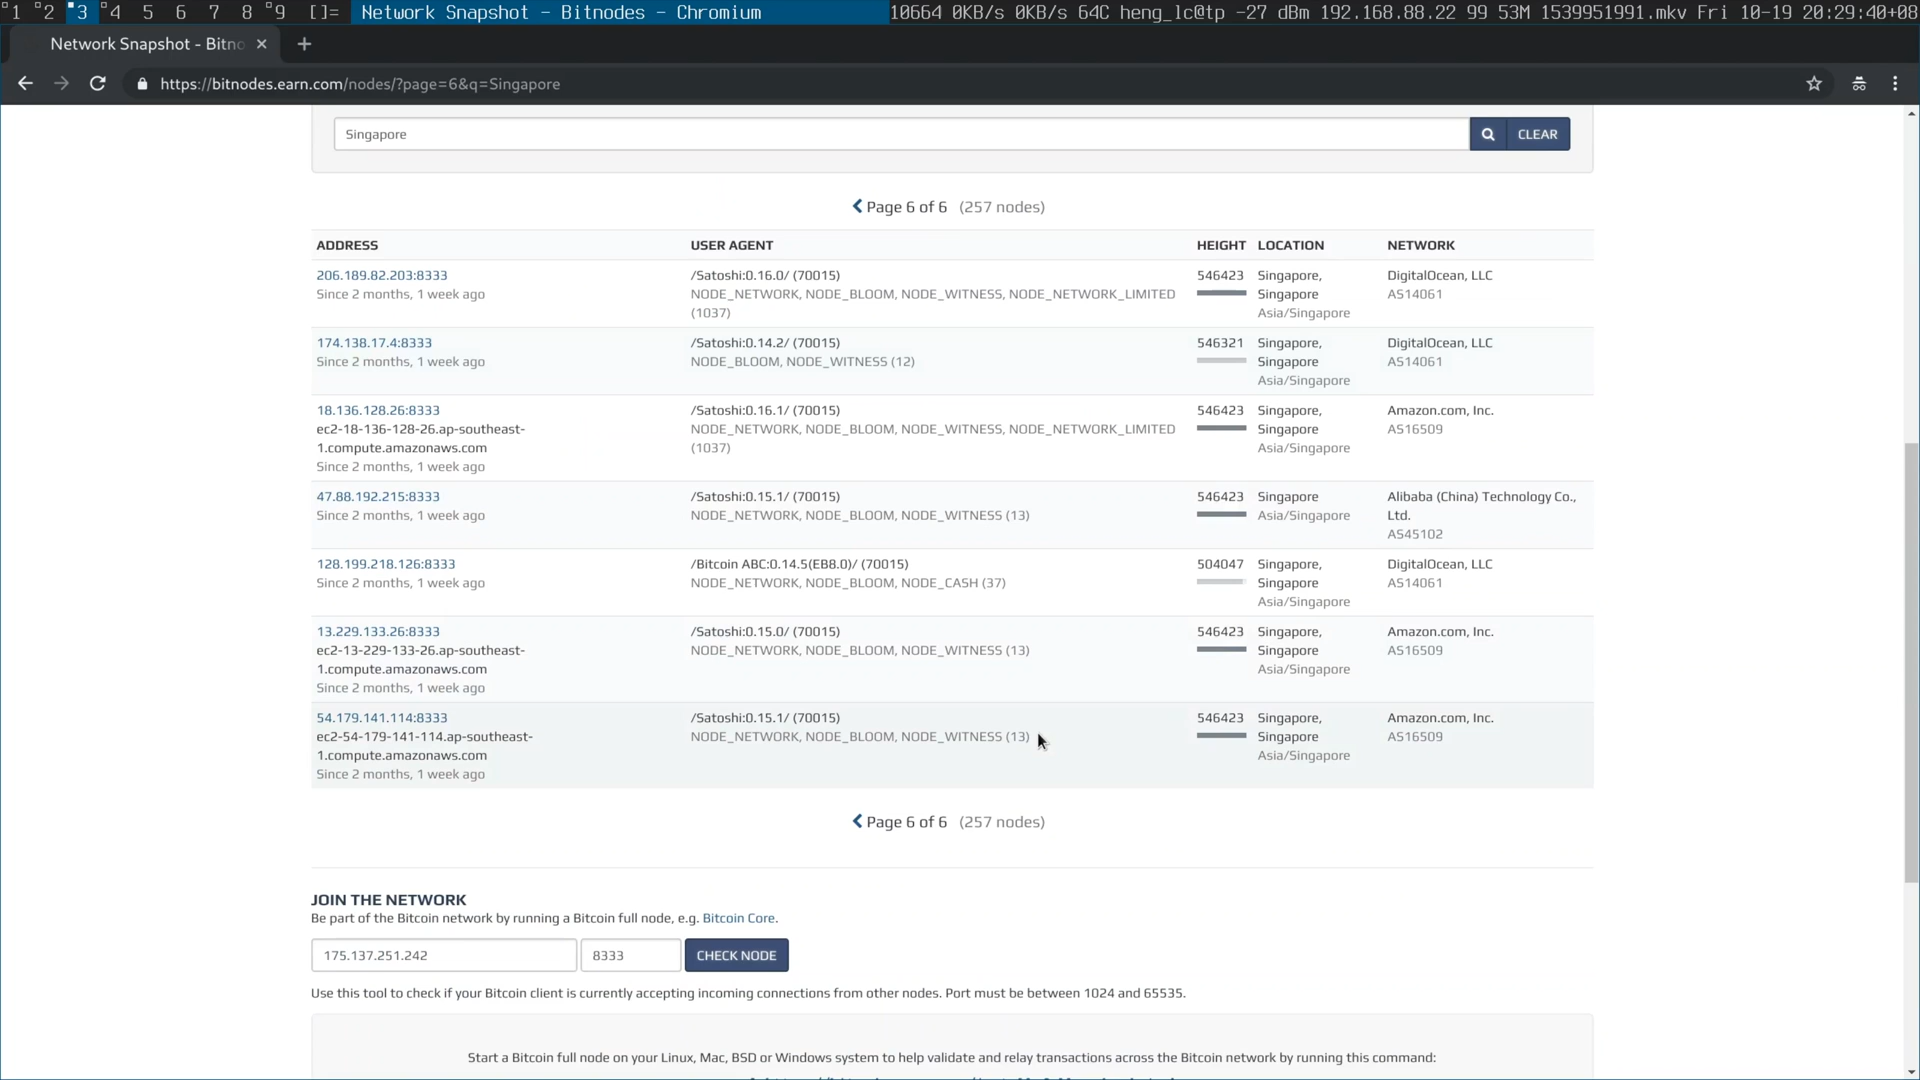 1 2 3 4 5 6 7 8 9 []= Network Snapshot - Bitnodes - Chromium 10664 0KB/s 0KB/s 64C heng_lc@tp -27 dBm 192.168.88.22 99 53M 1539951991.mkv Fri 10-19 20:29:40+08
Network Snapshot - Bitno
https://bitnodes.earn.com/nodes/?page=6&q=Singapore
Singapore CLEAR
Page 6 of 6 (257 nodes)
ADDRESS USER AGENT HEIGHT LOCATION NETWORK
206.189.82.203:8333 /Satoshi:0.16.0/ (70015) 546423 Singapore, DigitalOcean, LLC
Since 2 months, 1 week ago NODE_NETWORK, NODE_BLOOM, NODE_WITNESS, NODE_NETWORK_LIMITED Singapore AS14061
(1037) Asia/Singapore
174.138.17.4:8333 /Satoshi:0.14.2/ (70015) 546321 Singapore, DigitalOcean, LLC
Since 2 months, 1 week ago NODE_BLOOM, NODE_WITNESS (12) Singapore AS14061
Asia/Singapore
18.136.128.26:8333 /Satoshi:0.16.1/ (70015) 546423 Singapore, Amazon.com, Inc.
ec2-18-136-128-26.ap-southeast- NODE_NETWORK, NODE_BLOOM, NODE_WITNESS, NODE_NETWORK_LIMITED Singapore AS16509
1.compute.amazonaws.com (1037) Asia/Singapore
Since 2 months, 1 week ago
47.88.192.215:8333 /Satoshi:0.15.1/ (70015) 546423 Singapore Alibaba (China) Technology Co.,
Since 2 months, 1 week ago NODE_NETWORK, NODE_BLOOM, NODE_WITNESS (13) Asia/Singapore Ltd.
AS45102
128.199.218.126:8333 /Bitcoin ABC:0.14.5(EB8.0)/ (70015) 504047 Singapore, DigitalOcean, LLC
Since 2 months, 1 week ago NODE_NETWORK, NODE_BLOOM, NODE_CASH (37) Singapore AS14061
Asia/Singapore
13.229.133.26:8333 /Satoshi:0.15.0/ (70015) 546423 Singapore, Amazon.com, Inc.
ec2-13-229-133-26.ap-southeast- NODE_NETWORK, NODE_BLOOM, NODE_WITNESS (13) Singapore AS16509
1.compute.amazonaws.com Asia/Singapore
Since 2 months, 1 week ago
54.179.141.114:8333 /Satoshi:0.15.1/ (70015) 546423 Singapore, Amazon.com, Inc.
ec2-54-179-141-114.ap-southeast- NODE_NETWORK, NODE_BLOOM, NODE_WITNESS (13) Singapore AS16509
1.compute.amazonaws.com Asia/Singapore
Since 2 months, 1 week ago
Page 6 of 6 (257 nodes)
JOIN THE NETWORK
Be part of the Bitcoin network by running a Bitcoin full node, e.g. Bitcoin Core.
175.137.251.242 8333 CHECK NODE
Use this tool to check if your Bitcoin client is currently accepting incoming connections from other nodes. Port must be between 1024 and 65535.
Start a Bitcoin full node on your Linux, Mac, BSD or Windows system to help validate and relay transactions across the Bitcoin network by running this command: